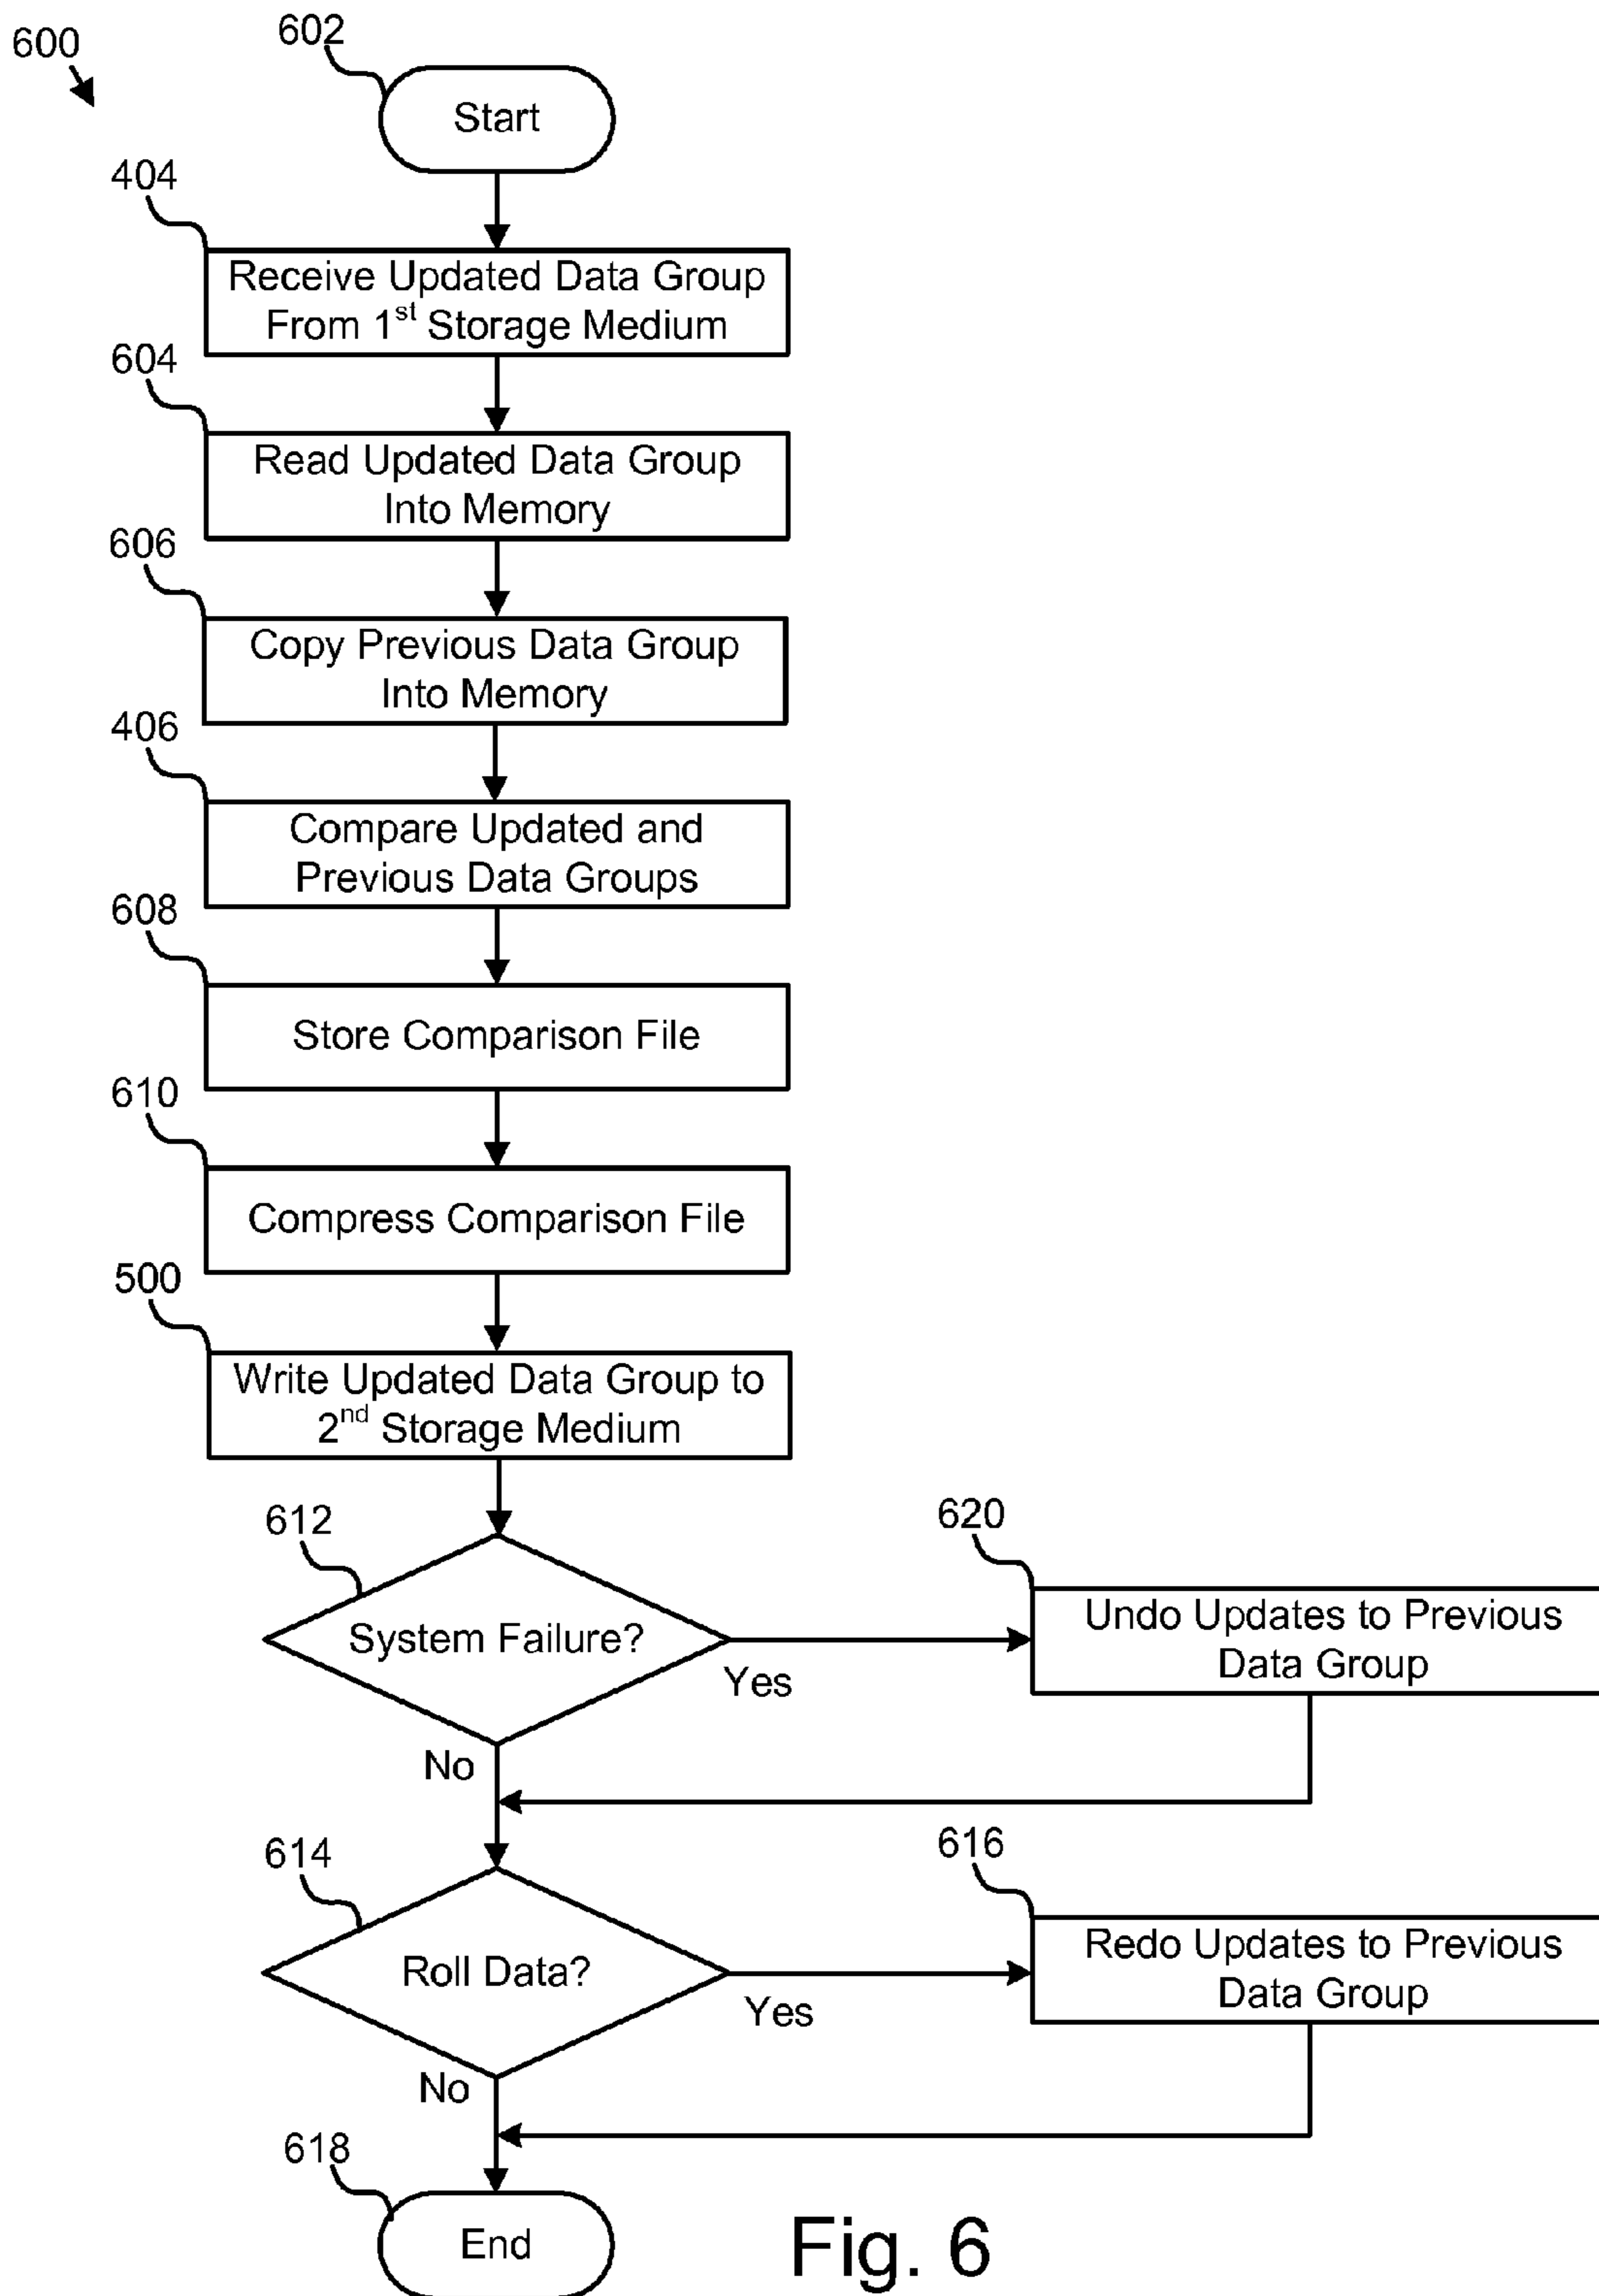 600
602
Start
404
Receive Updated Data Group
From 1st Storage Medium
604
Read Updated Data Group
Into Memory
606
Copy Previous Data Group
Into Memory
406
Compare Updated and
Previous Data Groups
608
Store Comparison File
610
Compress Comparison File
500
Write Updated Data Group to
2nd Storage Medium
612
System Failure?
Yes
No
620
Undo Updates to Previous
Data Group
614
Roll Data?
Yes
No
616
Redo Updates to Previous
Data Group
618
End
Fig. 6